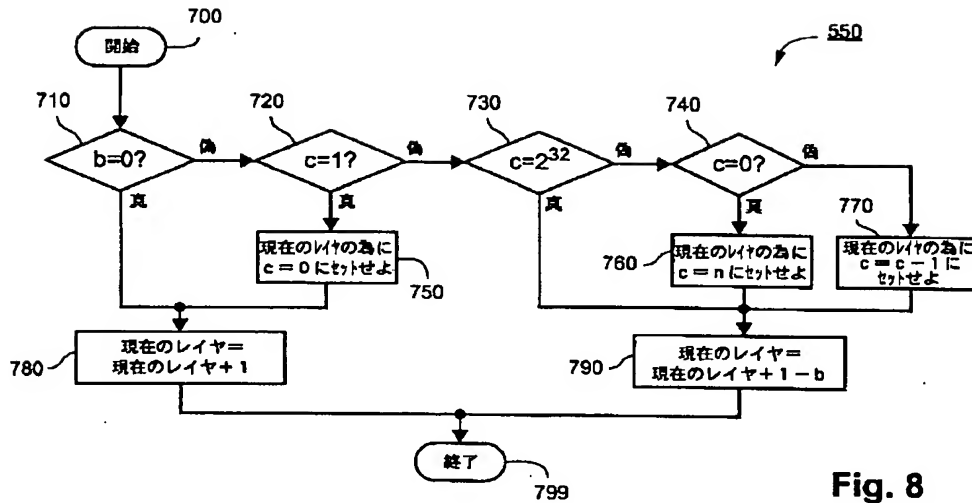 700
開始
550
710
720
730
740
b=0?
偽
c=1?
偽
c=2^32
偽
c=0?
偽
真
真
真
真
770
現在のレイヤの為に
c=0にセットせよ
750
760
現在のレイヤの為に
c=nにセットせよ
現在のレイヤの為に
c=c-1に
セットせよ
780
現在のレイヤ=
現在のレイヤ+1
790
現在のレイヤ=
現在のレイヤ+1-b
終了
799
Fig. 8